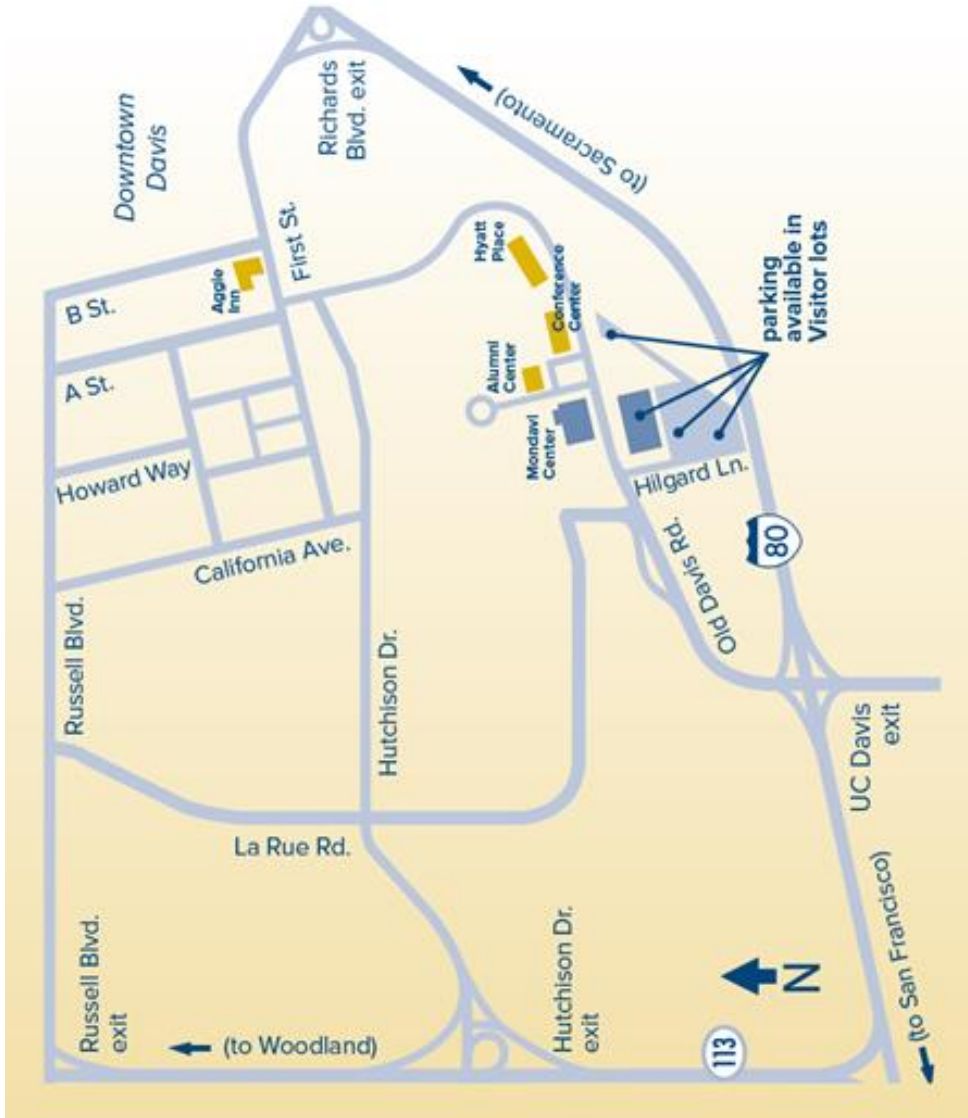 Downtown
Davis
Richards
Blvd. exit
(to Sacramento)
B St.
Aggie
Inn
First St.
A St.
Hyatt
Place
Conference
Center
Alumni
Center
Mondavi
Center
parking
available in
Visitor lots
Howard Way
Hilgard Ln.
California Ave.
Old Davis Rd.
80
Russell Blvd.
Hutchison Dr.
UC Davis
exit
La Rue Rd.
Russell Blvd.
exit
(to Woodland)
Hutchison Dr.
exit
N
113
(to San Francisco)